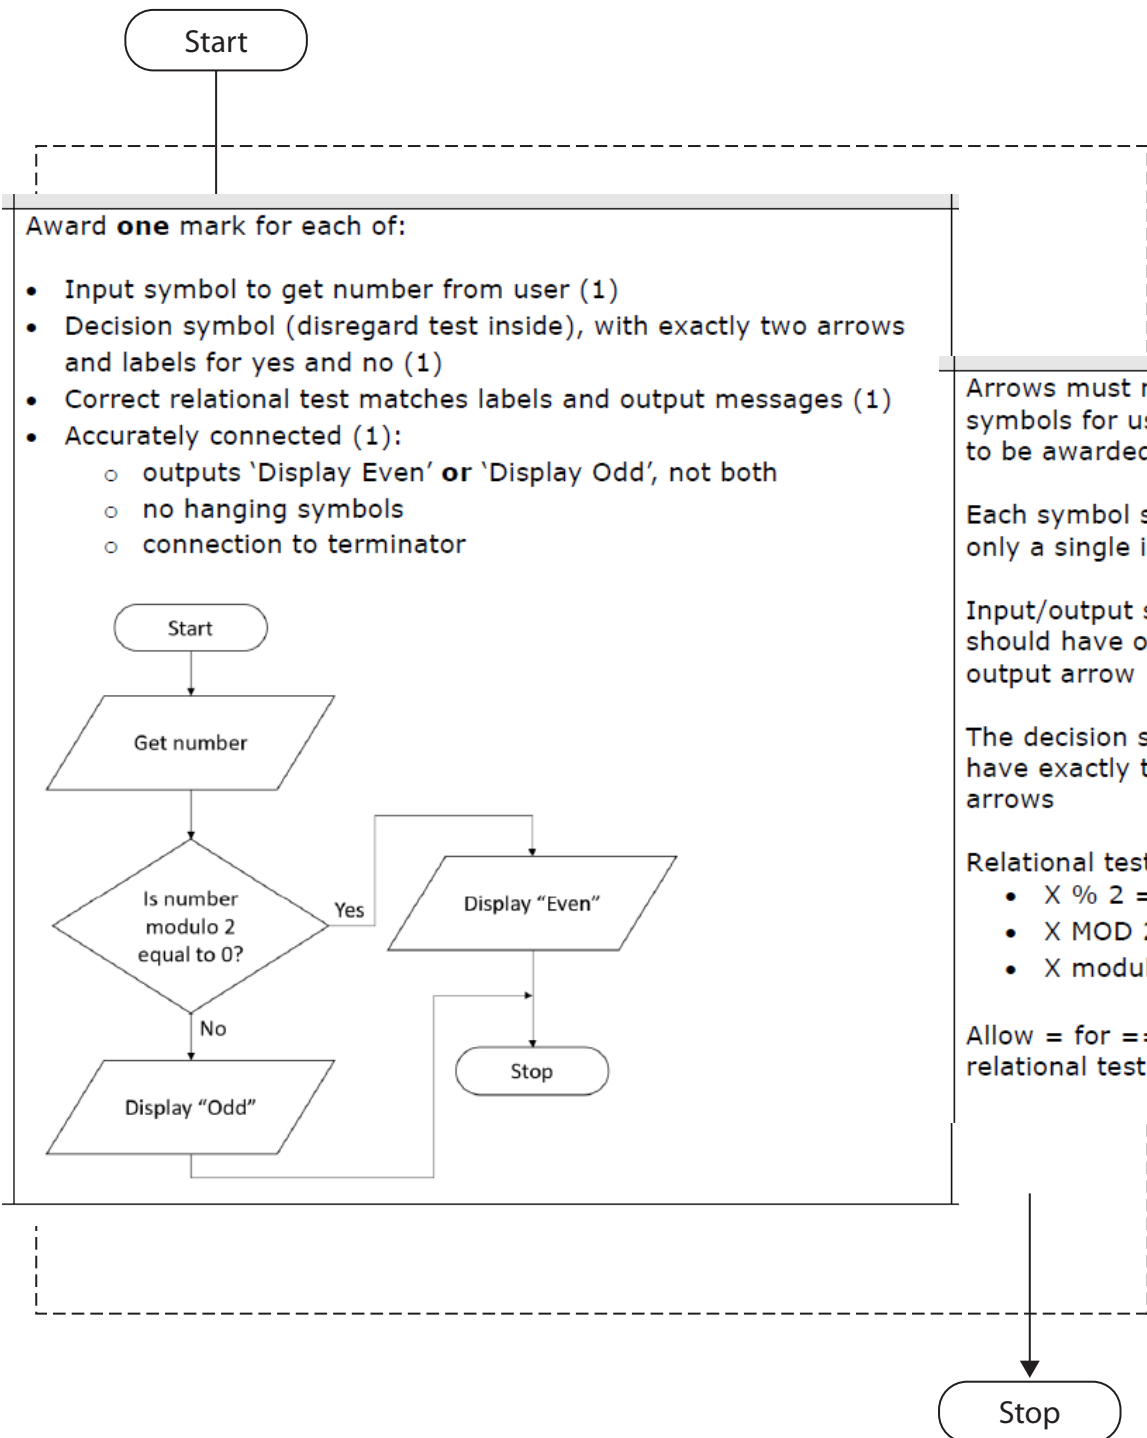 Start
Award one mark for each of:
• Input symbol to get number from user (1)
• Decision symbol (disregard test inside), with exactly two arrows
and labels for yes and no (1)
• Correct relational test matches labels and output messages (1)
• Accurately connected (1):
o outputs ‘Display Even’ or ‘Display Odd’, not both
o no hanging symbols
o connection to terminator
Start
Get number
Is number
modulo 2
equal to 0?
Yes
No
Display “Even”
Display “Odd”
Stop
Arrows must
symbols for
to be awarded
Each symbol
only a single
Input/output
should have
output arrow
The decision
have exactly
arrows
Relational test
• X % 2 =
• X MOD
• X
Allow = for
relational test
Stop